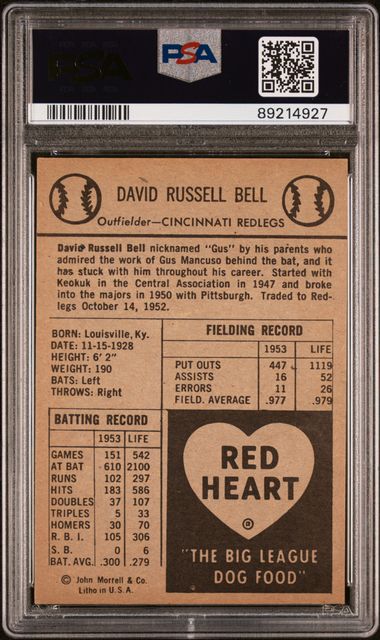 PSA
PSA
89214927
DAVID RUSSELL BELL
Outfielder—CINCINNATI REDLEGS
David Russell Bell nicknamed "Gus" by his parents who
admired the work of Gus Mancuso behind the bat, and it
has stuck with him throughout his career. Started with
Keokuk in the Central Association in 1947 and broke
into the majors in 1950 with Pittsburgh. Traded to Red-
legs October 14, 1952.
BORN: Louisville, Ky.
DATE: 11-15-1928
HEIGHT: 6' 2"
WEIGHT: 190
BATS: Left
THROWS: Right
FIELDING RECORD
1953 LIFE
PUT OUTS 447 1119
ASSISTS 16 52
ERRORS 11 26
FIELD. AVERAGE .977 .979
BATTING RECORD
1953 LIFE
GAMES 151 542
AT BAT 610 2100
RUNS 102 297
HITS 183 586
DOUBLES 37 107
TRIPLES 5 33
HOMERS 30 70
R. B. I. 105 306
S. B. 0 6
BAT. AVG. .300 .279
© John Morrell & Co.
Litho in U.S.A.
RED
HEART
"THE BIG LEAGUE
DOG FOOD"